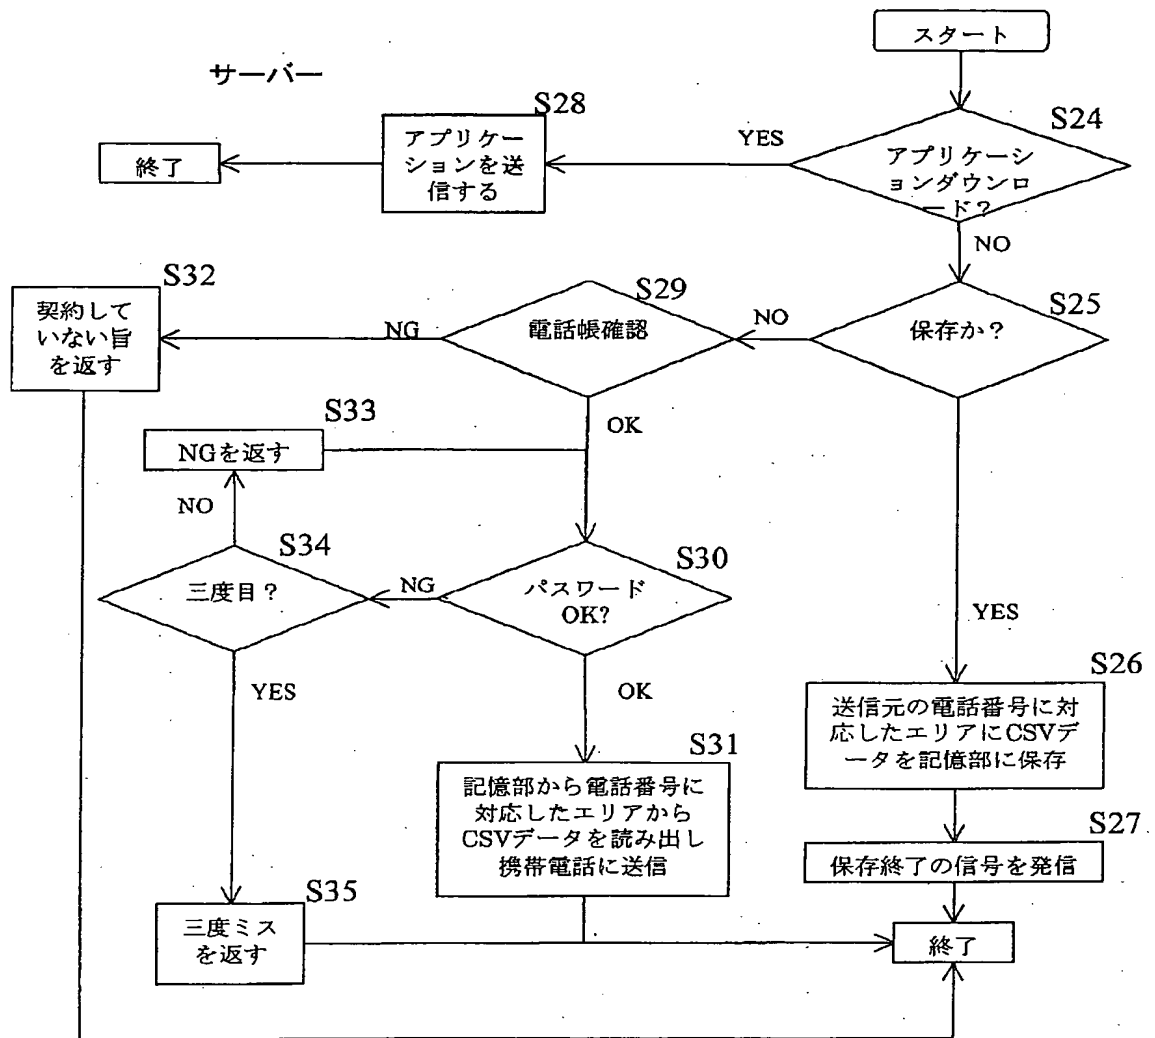 スタート
サーバー
S28
アプリケー
ションを送
信する
終了
YES
S24
アプリケーシ
ョンダウンロ
ード?
NO
S32
契約して
いない旨
を返す
NG
S29
電話帳確認
NO
S25
保存か?
OK
S33
NGを返す
NO
S34
三度目?
NG
S30
パスワード
OK?
YES
YES
OK
S26
送信元の電話番号に対
応したエリアにCSVデ
ータを記憶部に保存
S31
記憶部から電話番号に
対応したエリアから
CSVデータを読み出し
携帯電話に送信
S27
保存終了の信号を発信
S35
三度ミス
を返す
終了